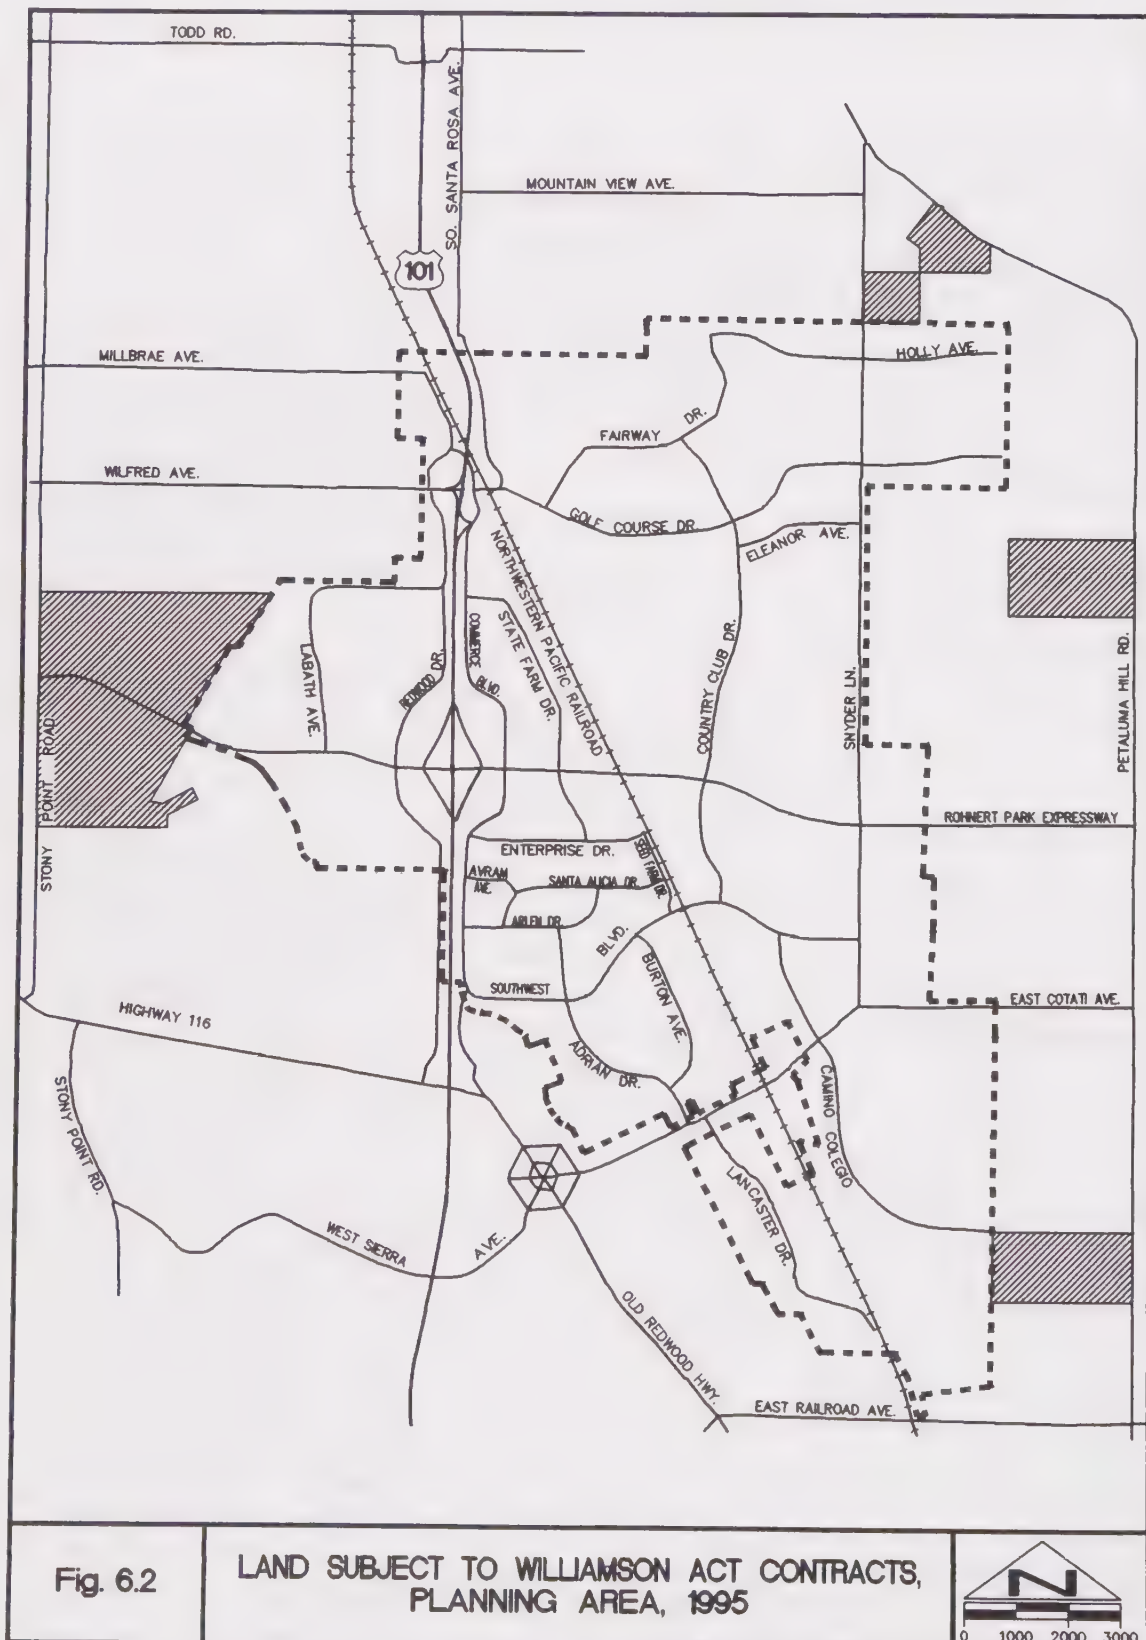 TODD RD.
SO. SANTA ROSA AVE.
MOUNTAIN VIEW AVE.
101
MILLBRAE AVE.
HOLLY AVE.
FAIRWAY DR.
WILFRED AVE.
GOLF COURSE DR.
ELEANOR AVE.
NORTHWESTERN PACIFIC RAILROAD
STATE FARM DR.
COMMERCE BLVD.
REDWOOD DR.
LABATH AVE.
COUNTRY CLUB DR.
SNYDER LN.
PETALUMA HILL RD.
STONY POINT ROAD
ROHNERT PARK EXPRESSWAY
ENTERPRISE DR.
SEED FARM DR.
AVRAM AVE.
SANTA ALICIA DR.
ARLEN DR.
SOUTHWEST BLVD.
BURTON AVE.
EAST COTATI AVE.
HIGHWAY 116
ADRIAN DR.
CAMINO COLEGIO
STONY POINT RD.
LANCASTER DR.
WEST SIERRA AVE.
OLD REDWOOD HWY.
EAST RAILROAD AVE.
Fig. 6.2
LAND SUBJECT TO WILLIAMSON ACT CONTRACTS,
PLANNING AREA, 1995
N
0 1000 2000 3000